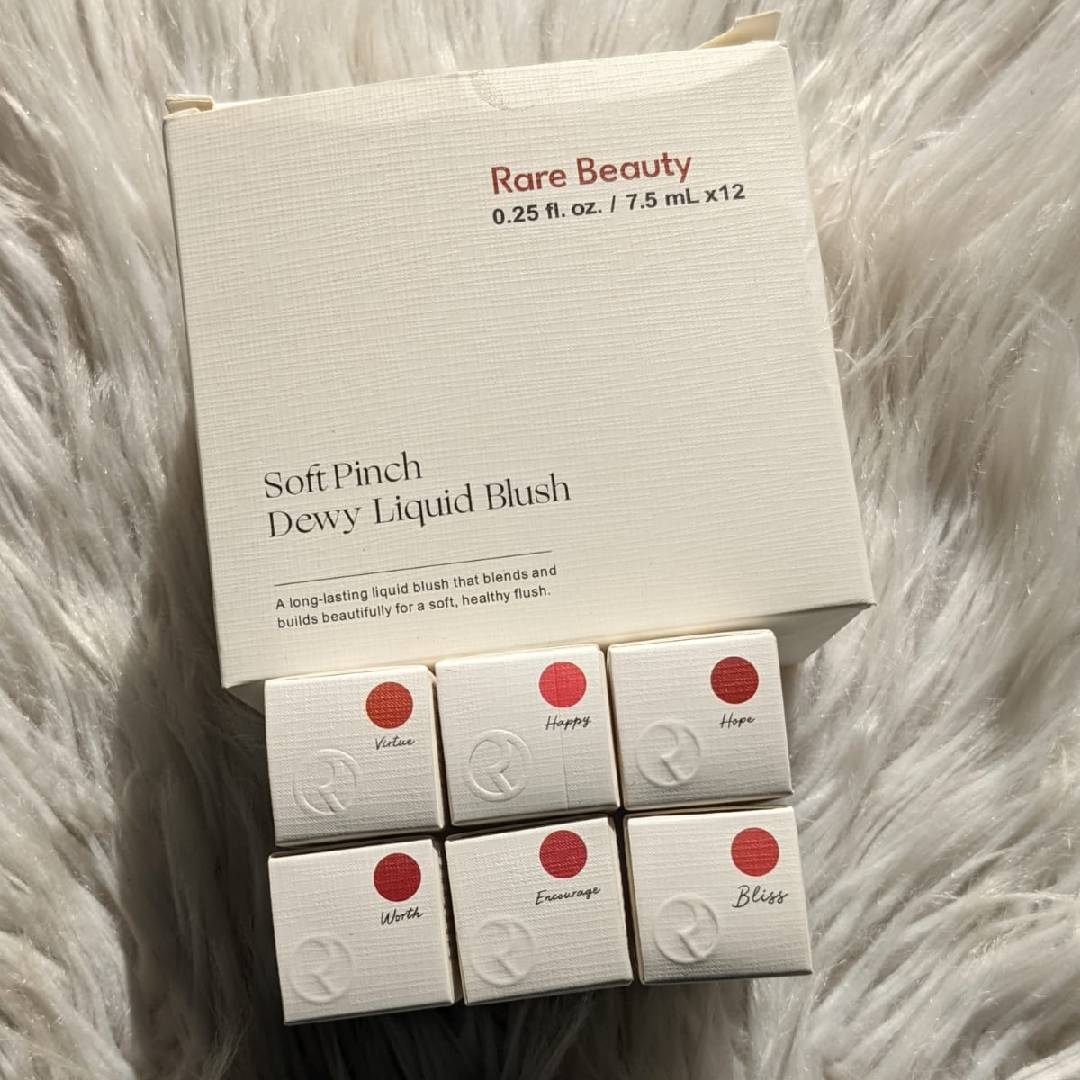 Rare Beauty
0.25 fl. oz. / 7.5 mL x12
Soft Pinch
Dewy Liquid Blush
A long-lasting liquid blush that blends and
builds beautifully for a soft, healthy flush.
Virtue
Happy
Hope
Worth
Encourage
Bliss